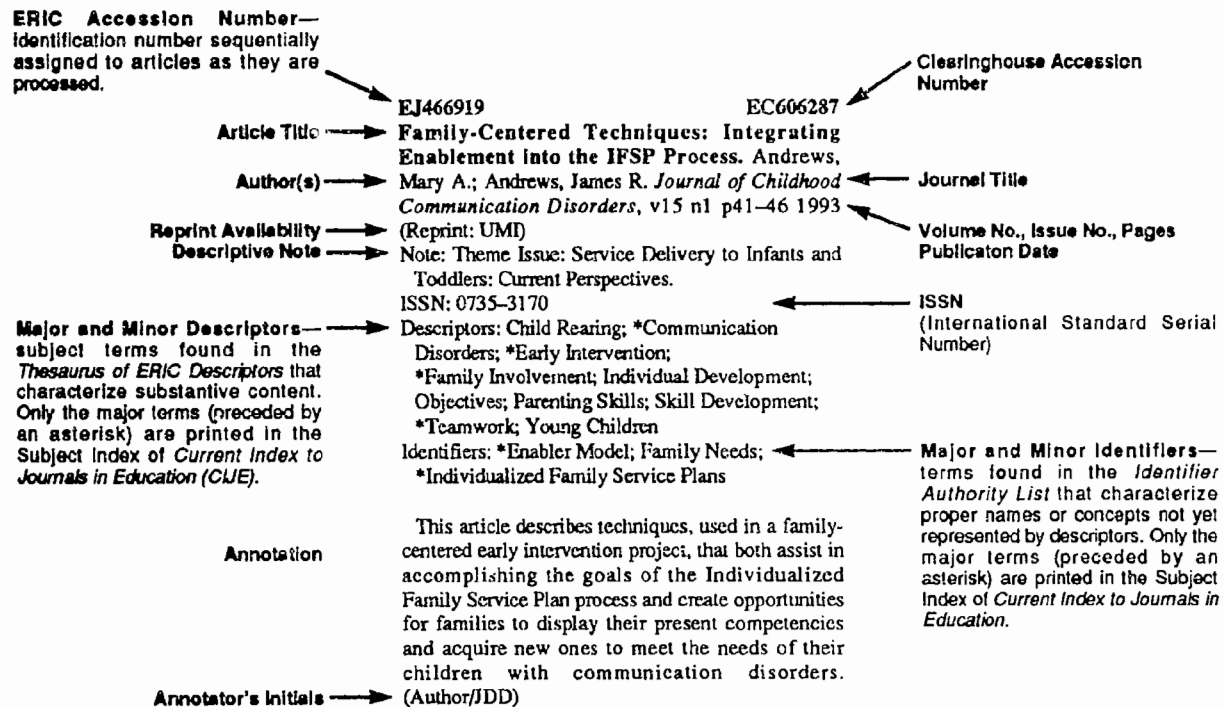 ERIC Accession Number—
Identification number sequentially
assigned to articles as they are
processed.
Clearinghouse Accession
Number
EJ466919 EC606287
Article Title
Family-Centered Techniques: Integrating
Enablement into the IFSP Process. Andrews,
Author(s)
Mary A.; Andrews, James R. Journal of Childhood
Journal Title
Communication Disorders, v15 n1 p41–46 1993
Reprint Availability
(Reprint: UMI)
Volume No., Issue No., Pages
Publicaton Date
Descriptive Note
Note: Theme Issue: Service Delivery to Infants and
Toddlers: Current Perspectives.
ISSN: 0735–3170
ISSN
(International Standard Serial
Number)
Major and Minor Descriptors—
subject terms found in the
Thesaurus of ERIC Descriptors that
characterize substantive content.
Only the major terms (preceded by
an asterisk) are printed in the
Subject Index of Current Index to
Journals in Education (CIJE).
Descriptors: Child Rearing; *Communication
Disorders; *Early Intervention;
*Family Involvement; Individual Development;
Objectives; Parenting Skills; Skill Development;
*Teamwork; Young Children
Identifiers: *Enabler Model; Family Needs;
*Individualized Family Service Plans
Major and Minor Identifiers—
terms found in the Identifier
Authority List that characterize
proper names or concepts not yet
represented by descriptors. Only the
major terms (preceded by an
asterisk) are printed in the Subject
Index of Current Index to Journals in
Education.
Annotation
This article describes techniques, used in a family-
centered early intervention project, that both assist in
accomplishing the goals of the Individualized
Family Service Plan process and create opportunities
for families to display their present competencies
and acquire new ones to meet the needs of their
children with communication disorders.
Annotator's Initials
(Author/JDD)